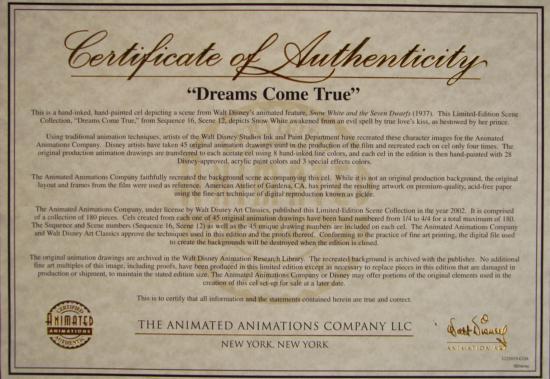 Certificate of Authenticity
“Dreams Come True”
This is a hand-inked, hand-painted cel depicting a scene from Walt Disney's animated feature, Snow White and the Seven Dwarfs (1937). This Limited-Edition Scene
Collection, "Dreams Come True," from Sequence 16, Scene 12, depicts Snow White awakened from an evil spell by true love's kiss, as bestowed by her prince.
Using traditional animation techniques, artists of the Walt Disney Studios Ink and Paint Department have recreated these character images for the Animated
Animations Company. Disney artists have taken 45 original animation drawings used in the production of the film and recreated each on cel only four times. The
original production animation drawings are transferred to each acetate cel using 8 hand-inked line colors, and each cel in the edition is then hand-painted with 28
Disney-approved, acrylic paint colors and 3 special effects colors.
The Animated Animations Company faithfully recreated the background scene accompanying this cel. While it is not an original production background, the original
layout and frames from the film were used as reference. American Atelier of Gardena, CA, has printed the resulting artwork on premium-quality, acid-free paper
using the fine-art technique of digital reproduction known as giclée.
The Animated Animations Company, under license by Walt Disney Art Classics, published this Limited-Edition Scene Collection in the year 2002. It is comprised
of a collection of 180 pieces. Cels created from each one of 45 original animation drawings have been hand numbered from 1/4 to 4/4 for a total maximum of 180.
The Sequence and Scene numbers (Sequence 16, Scene 12) as well as the 45 unique drawing numbers are included on each cel. The Animated Animations Company
and Walt Disney Art Classics approve the techniques used in this edition and the proofs thereof. Conforming to the practice of fine art printing, the digital file used
to create the backgrounds will be destroyed when the edition is closed.
The original animation drawings are archived in the Walt Disney Animation Research Library. The recreated background is archived with the publisher. No additional
fine art multiples of this image, including proofs, have been produced in this limited edition except as necessary to replace pieces in this edition that are damaged in
production or shipment, to maintain the stated edition size. The Animated Animations Company or Disney may offer portions of the original elements used in the
creation of this cel set-up for sale at a later date.
This is to certify that all information and the statements contained herein are true and correct.
CERTIFIED
ANIMATED
ANIMATIONS
AUTHENTIC
THE ANIMATED ANIMATIONS COMPANY LLC
NEW YORK, NEW YORK
Walt Disney
ANIMATION ART
©Disney